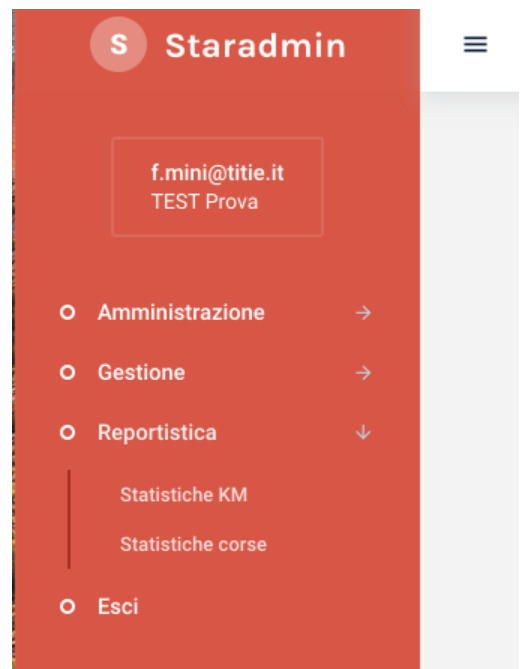 S Staradmin
f.mini@titie.it
TEST Prova
Amministrazione
Gestione
Reportistica
Statistiche KM
Statistiche corse
Esci